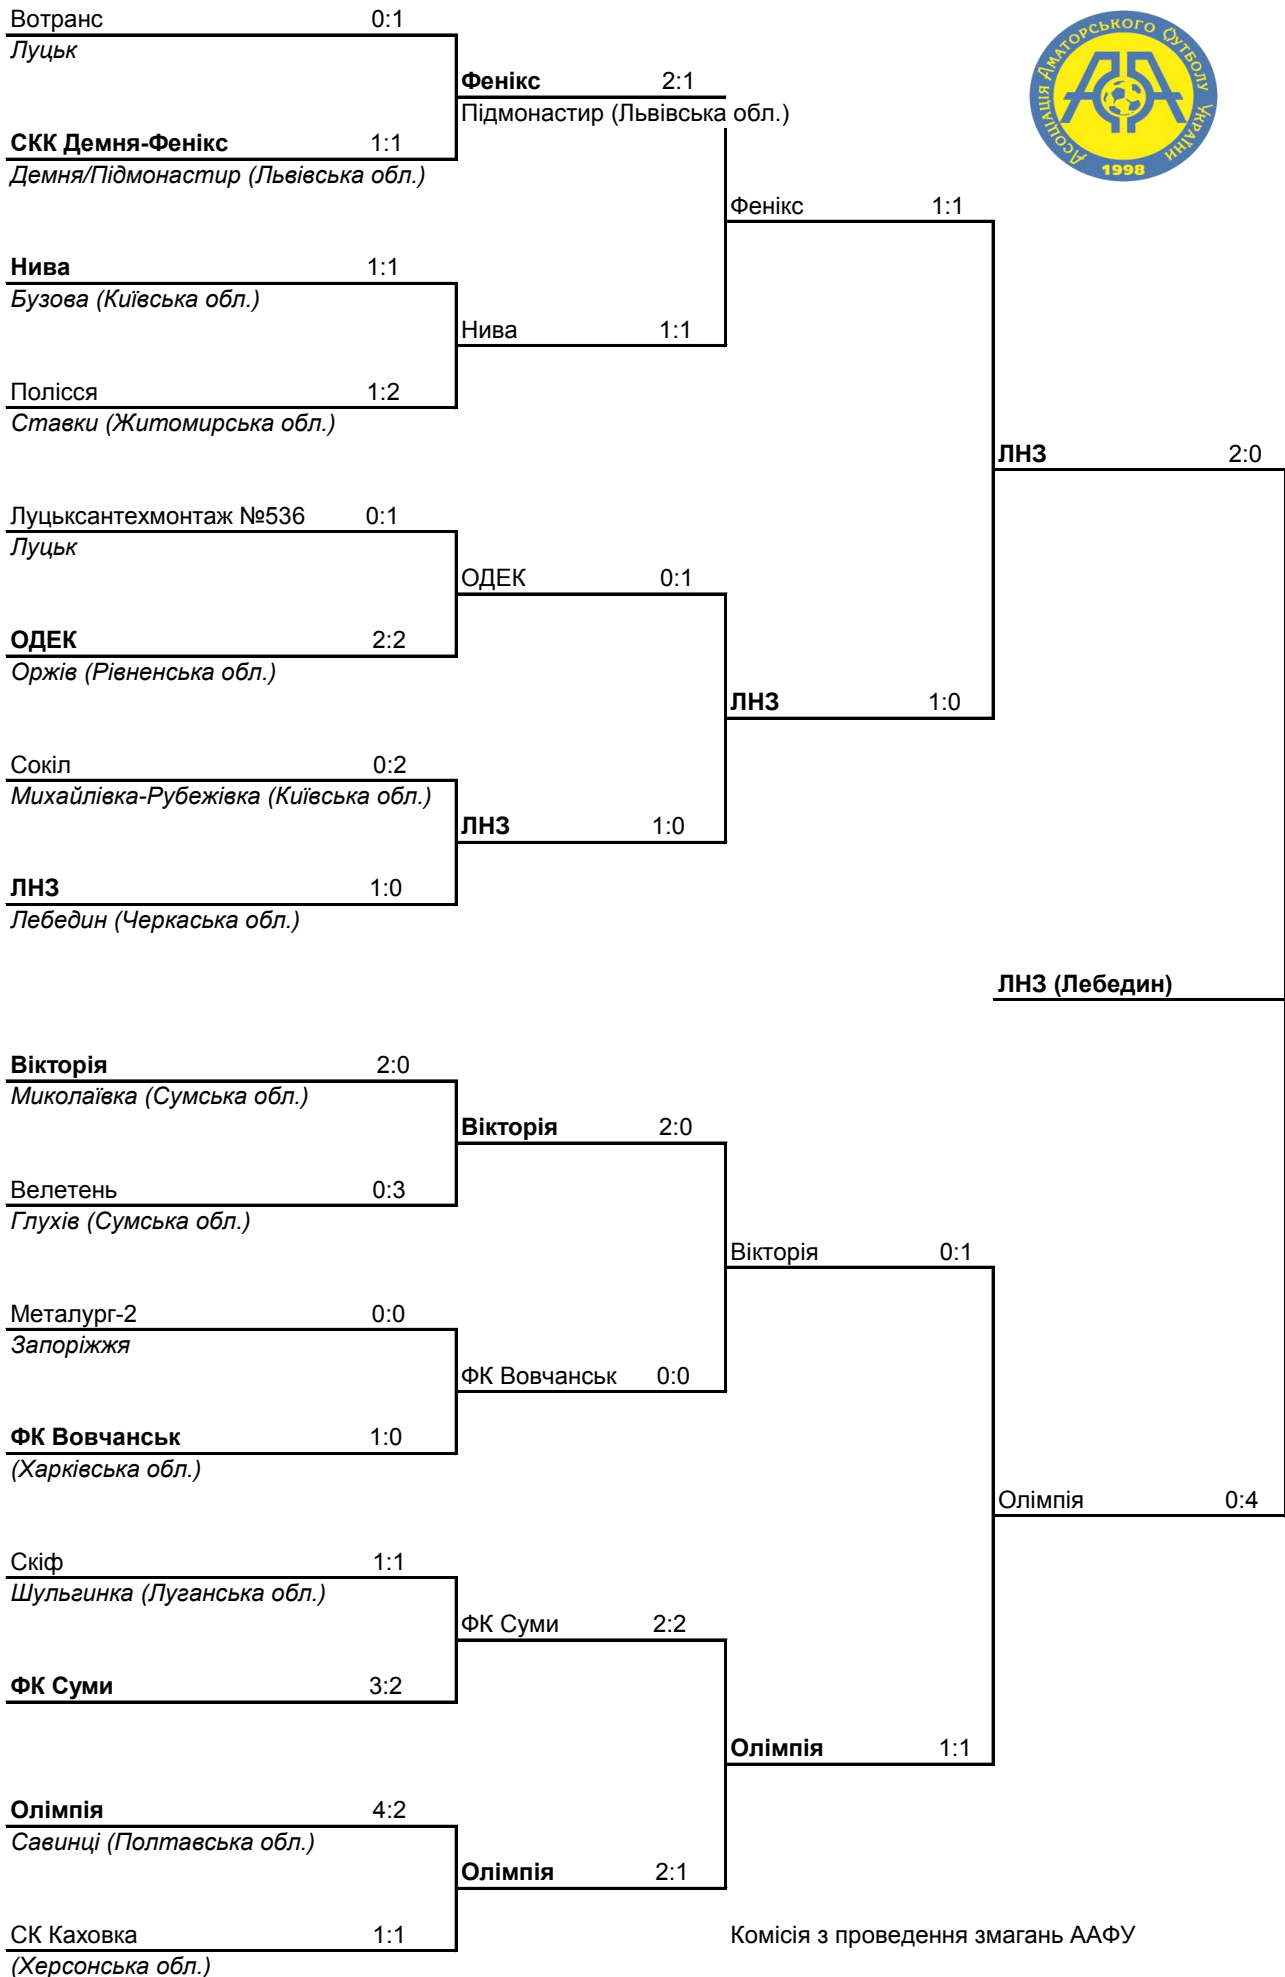 Вотранс 0:1
Луцьк
АСОЦІАЦІЯ АМАТОРСЬКОГО ФУТБОЛУ УКРАЇНИ
1998
Фенікс 2:1
Підмонастир (Львівська обл.)
СКК Демня-Фенікс 1:1
Демня/Підмонастир (Львівська обл.)
Фенікс 1:1
Нива 1:1
Бузова (Київська обл.)
Нива 1:1
Полісся 1:2
Ставки (Житомирська обл.)
ЛНЗ 2:0
Луцьксантехмонтаж №536 0:1
Луцьк
ОДЕК 0:1
ОДЕК 2:2
Оржів (Рівненська обл.)
ЛНЗ 1:0
Сокіл 0:2
Михайлівка-Рубежівка (Київська обл.)
ЛНЗ 1:0
ЛНЗ 1:0
Лебедин (Черкаська обл.)
ЛНЗ (Лебедин)
Вікторія 2:0
Миколаївка (Сумська обл.)
Вікторія 2:0
Велетень 0:3
Глухів (Сумська обл.)
Вікторія 0:1
Металург-2 0:0
Запоріжжя
ФК Вовчанськ 0:0
ФК Вовчанськ 1:0
(Харківська обл.)
Олімпія 0:4
Скіф 1:1
Шульгинка (Луганська обл.)
ФК Суми 2:2
ФК Суми 3:2
Олімпія 1:1
Олімпія 4:2
Савинці (Полтавська обл.)
Олімпія 2:1
СК Каховка 1:1
(Херсонська обл.)
Комісія з проведення змагань ААФУ